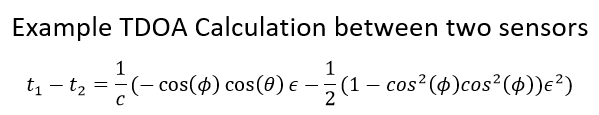 Example TDOA Calculation between two sensors
t₁ − t₂ = 1/c (− cos(ϕ) cos(θ) ϵ − 1/2 (1 − cos²(ϕ)cos²(ϕ))ϵ²)